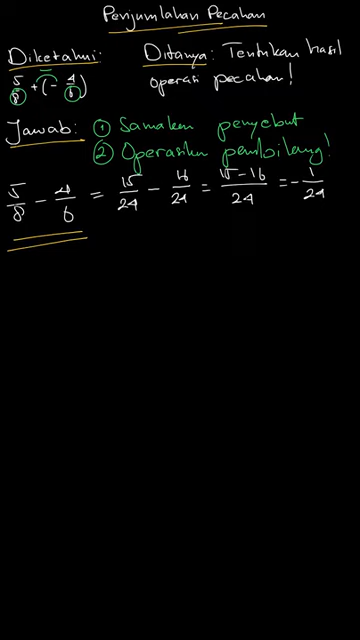 Penjumlahan Pecahan
Diketahui: Ditanya: Tentukan hasil
5/8 + (- 4/6) operasi pecahan!
Jawab: ① Samakan penyebut
② Operasikan pembilang!
5/8 - 4/6 = 15/24 - 16/24 = 15-16/24 = - 1/24